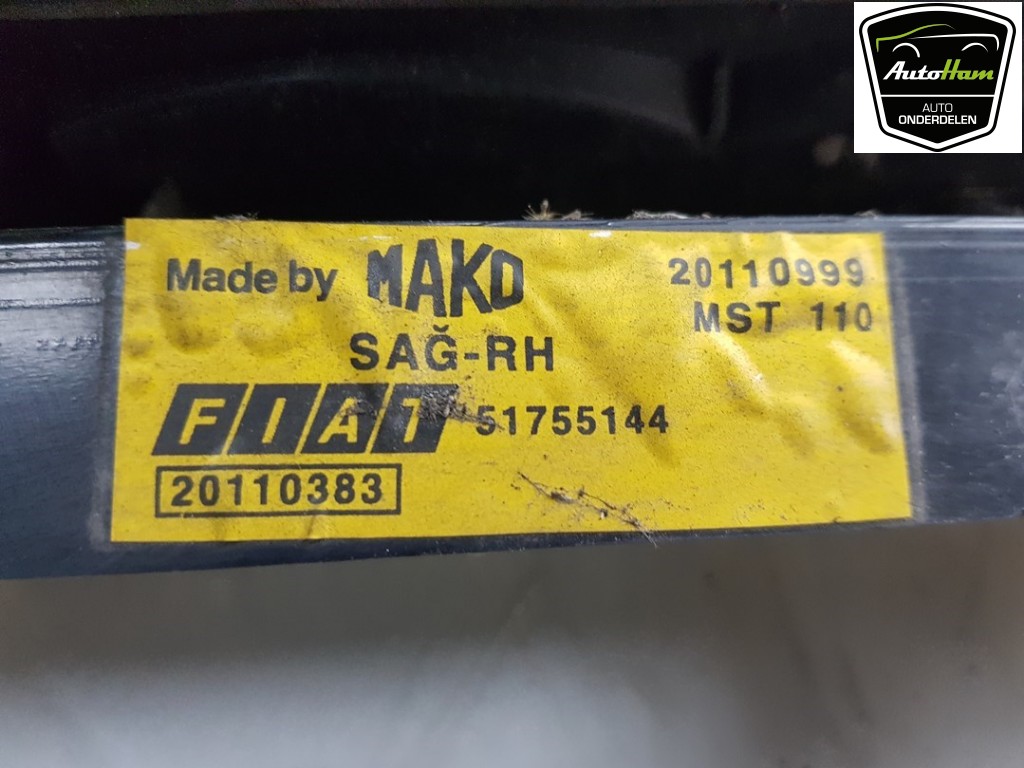 AutoHam
AUTO
ONDERDELEN
Made by MAKO
20110999
MST 110
SAĞ-RH
FIAT 51755144
20110383